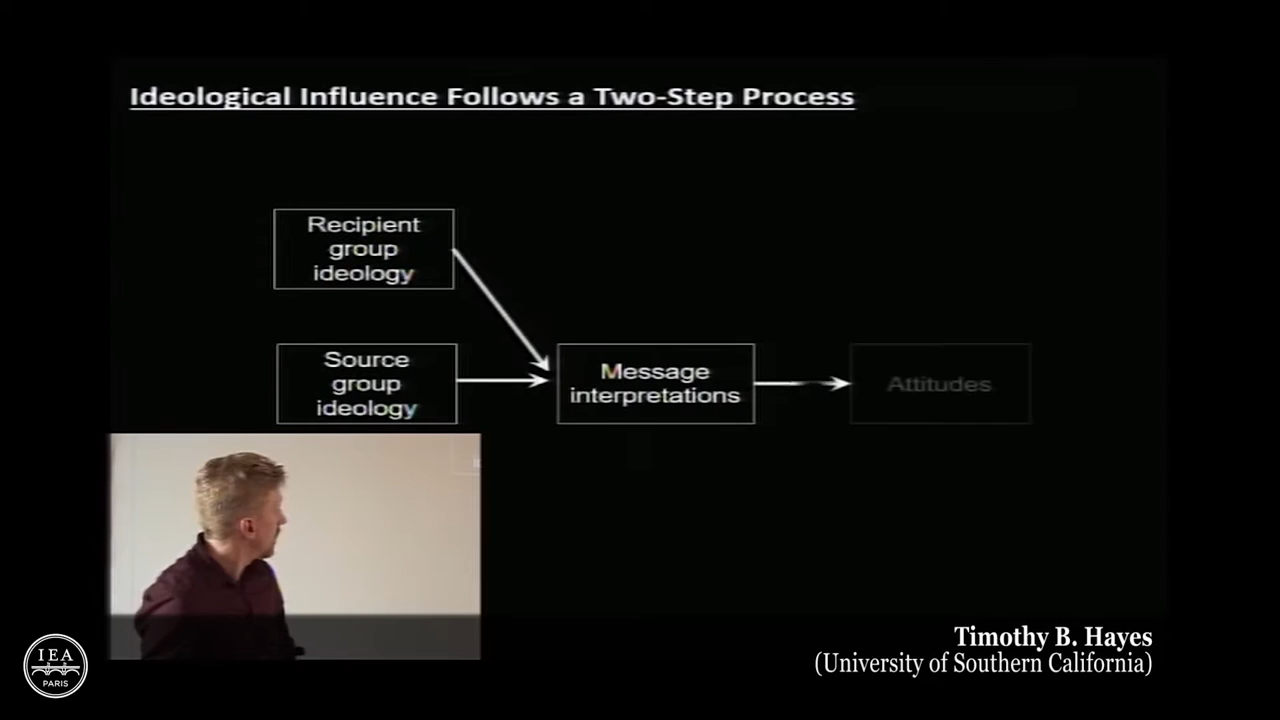 Ideological Influence Follows a Two-Step Process
Recipient
group
ideology
Source
group
ideology
Message
interpretations
Attitudes
Timothy B. Hayes
(University of Southern California)
IEA
PARIS